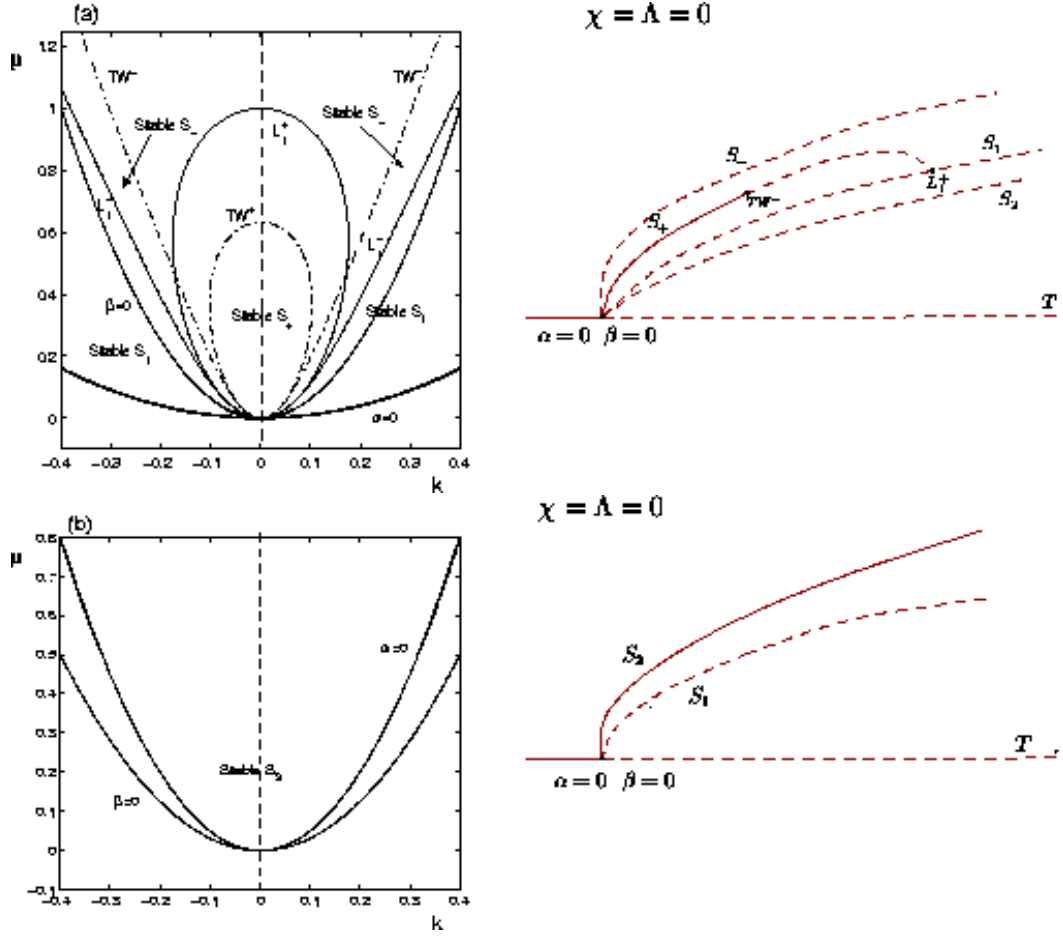 (a)
χ = Λ = 0
μ
1.2
1
0.8
0.6
0.4
0.2
0
TW⁻
TW⁻
Stable S₋
Stable S₋
L₁⁺
L₁⁻
TW⁺
L₁⁻
β=0
Stable S₊
Stable S₁
Stable S₁
α=0
−0.4 −0.3 −0.2 −0.1 0 0.1 0.2 0.3 0.4
k
S₋
S₊
TW⁻
S₁
L₁⁺
S₂
T
α = 0 β = 0
(b)
χ = Λ = 0
μ
0.8
0.7
0.6
0.5
0.4
0.3
0.2
0.1
0
−0.1
α=0
Stable S₂
β=0
−0.4 −0.3 −0.2 −0.1 0 0.1 0.2 0.3 0.4
k
S₂
S₁
T
α = 0 β = 0